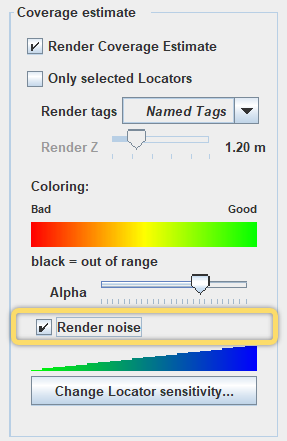 Coverage estimate
Render Coverage Estimate
Only selected Locators
Render tags Named Tags
Render Z 1.20 m
Coloring:
Bad Good
black = out of range
Alpha
Render noise
Change Locator sensitivity...